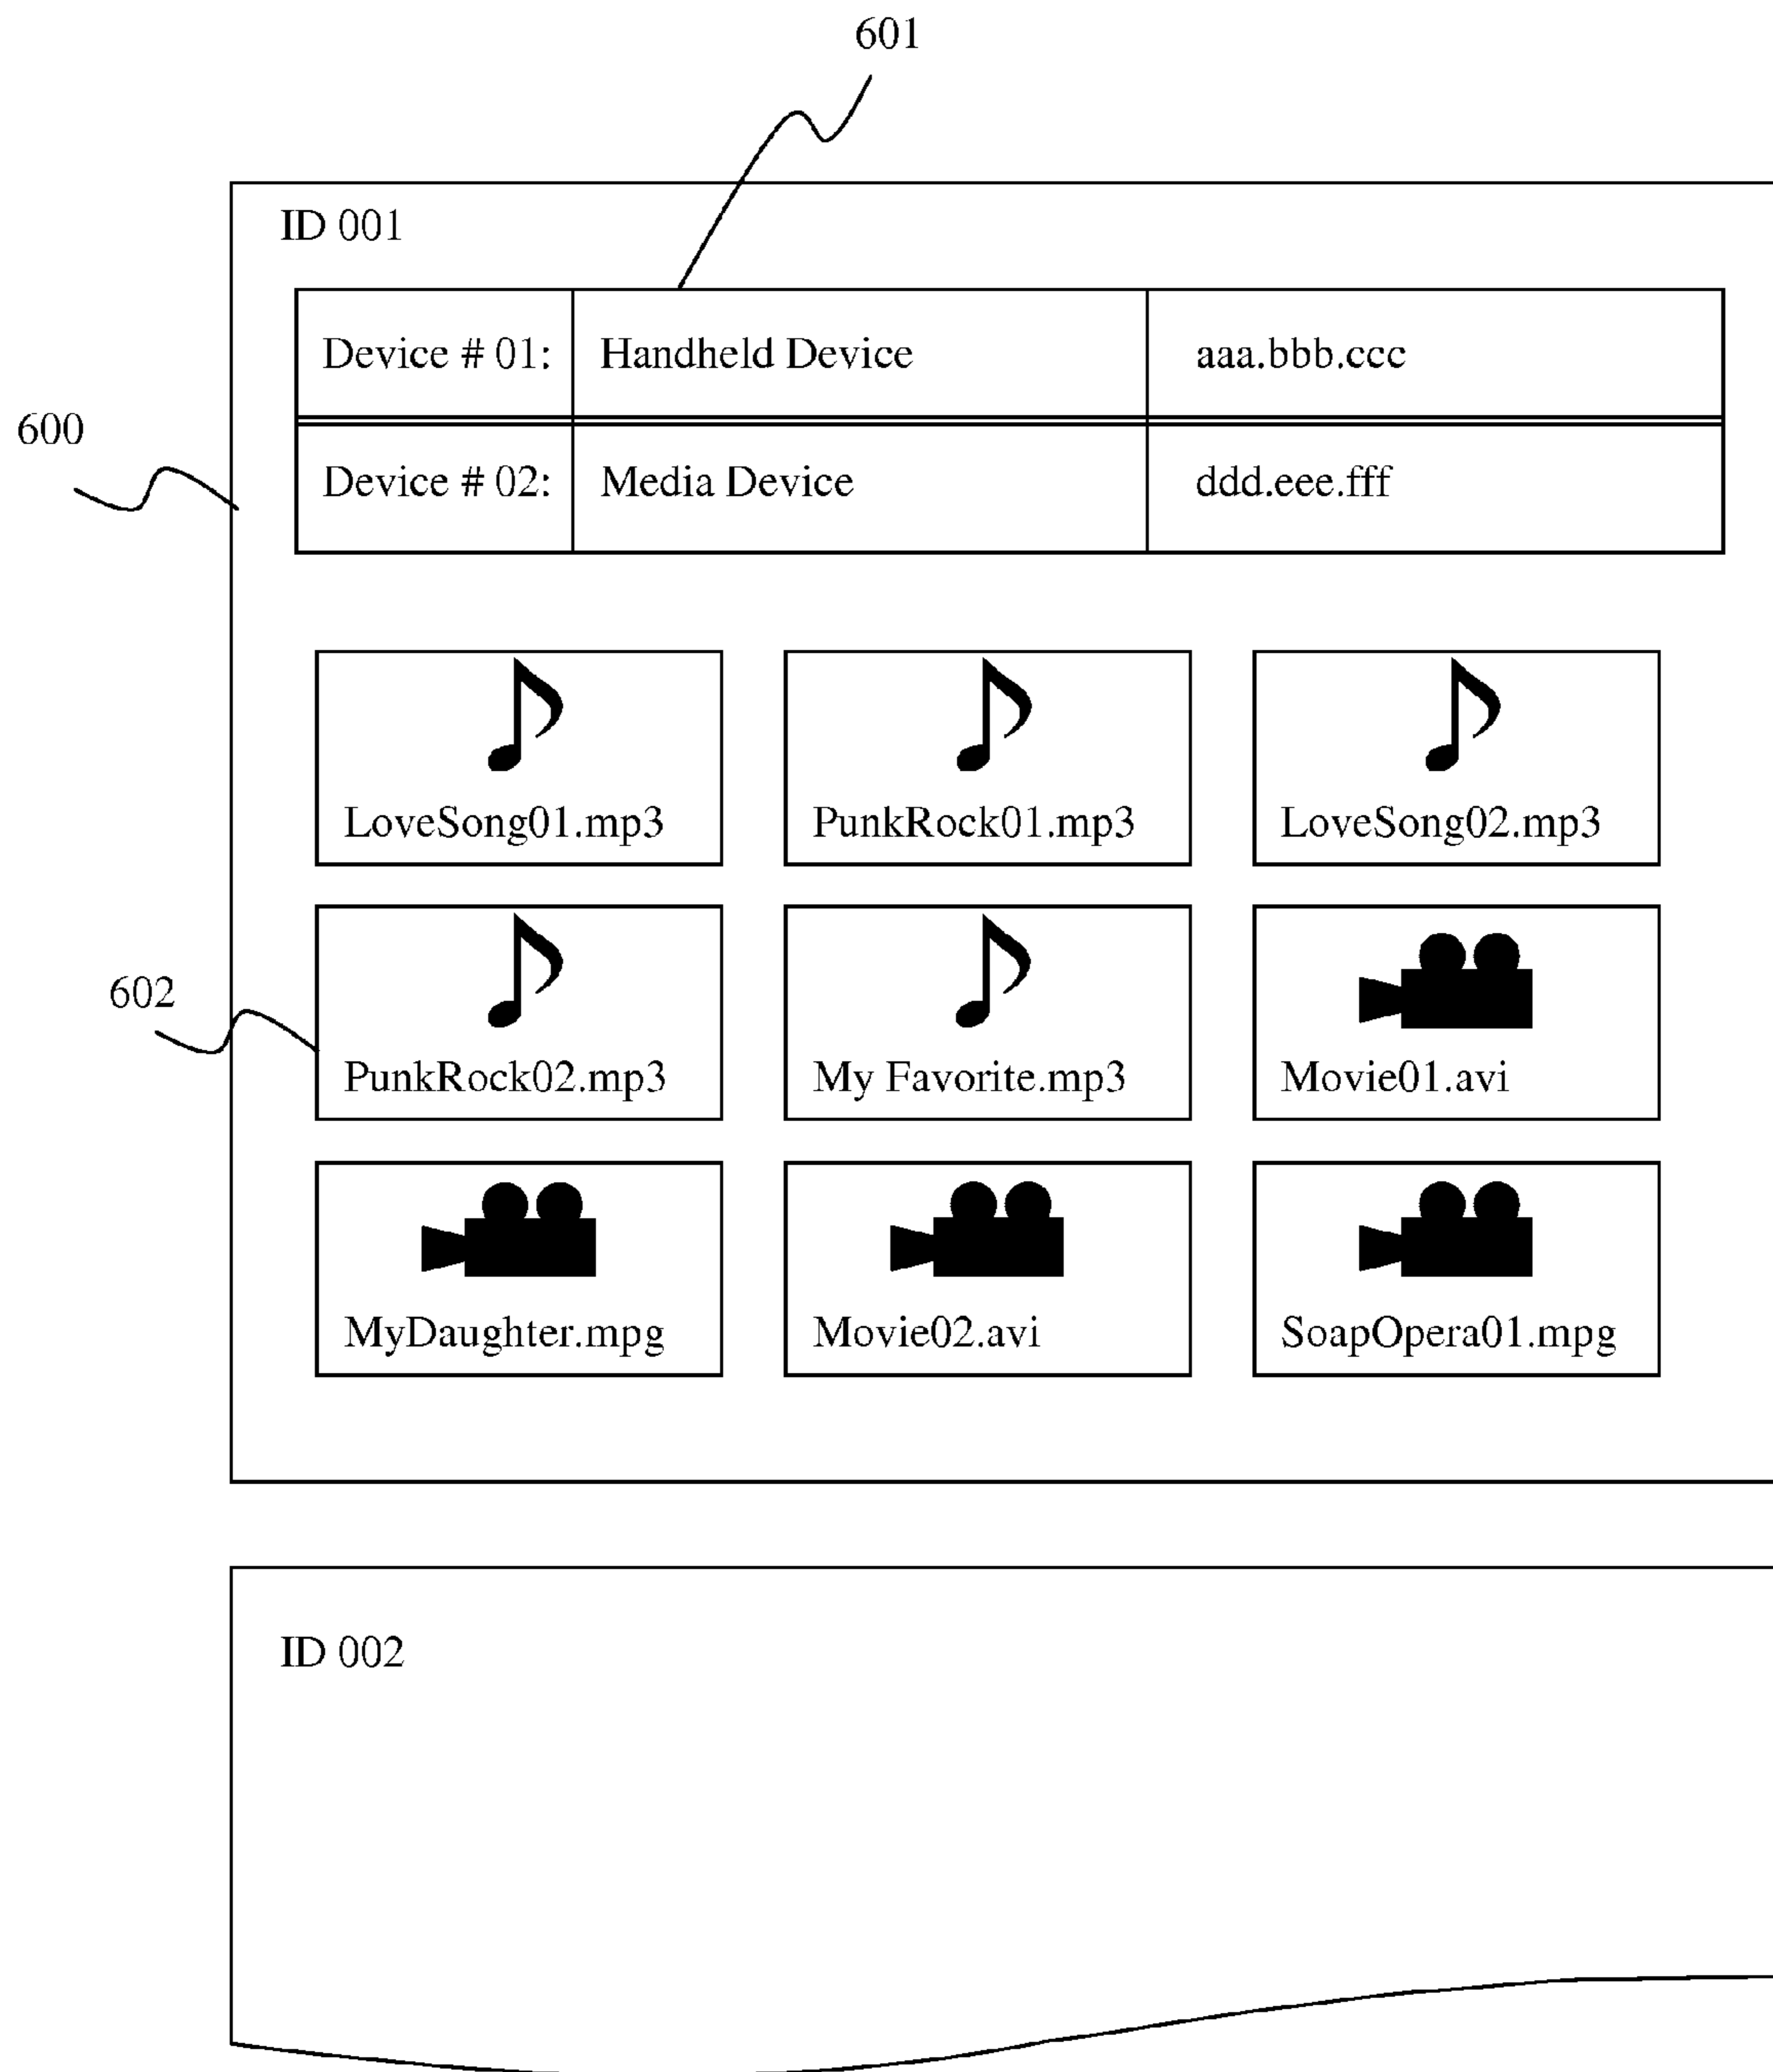 601
ID 001
Device # 01: Handheld Device aaa.bbb.ccc
600
Device # 02: Media Device ddd.eee.fff
LoveSong01.mp3 PunkRock01.mp3 LoveSong02.mp3
602
PunkRock02.mp3 My Favorite.mp3 Movie01.avi
MyDaughter.mpg Movie02.avi SoapOpera01.mpg
ID 002